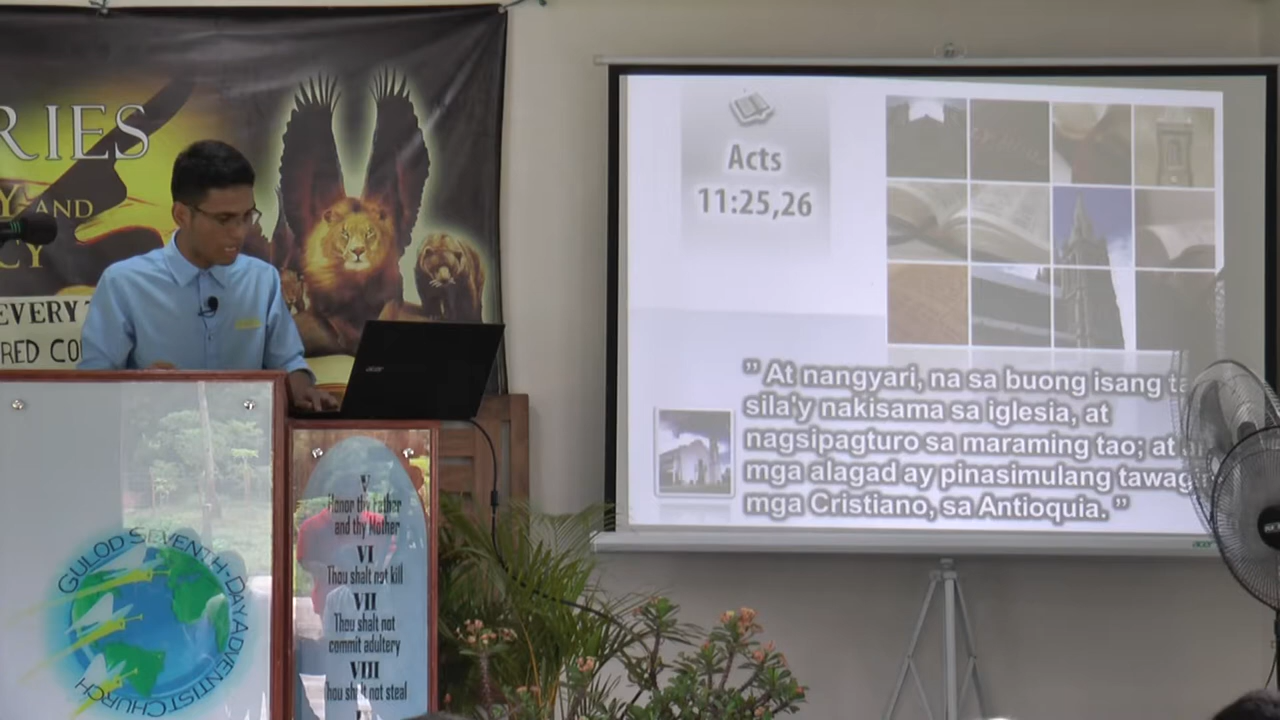 RIES
Y AND
CY
EVERY
RED CO
acer
GULOD SEVENTH-DAY ADVENTIST CHURCH
V
Honor thy Father
and thy Mother
VI
Thou shalt not kill
VII
Thou shalt not
commit adultery
VIII
Thou shalt not steal
Acts
11:25,26
" At nangyari, na sa buong isang ta
sila'y nakisama sa iglesia, at
nagsipagturo sa maraming tao; at
mga alagad ay pinasimulang tawag
mga Cristiano, sa Antioquia. "
acer